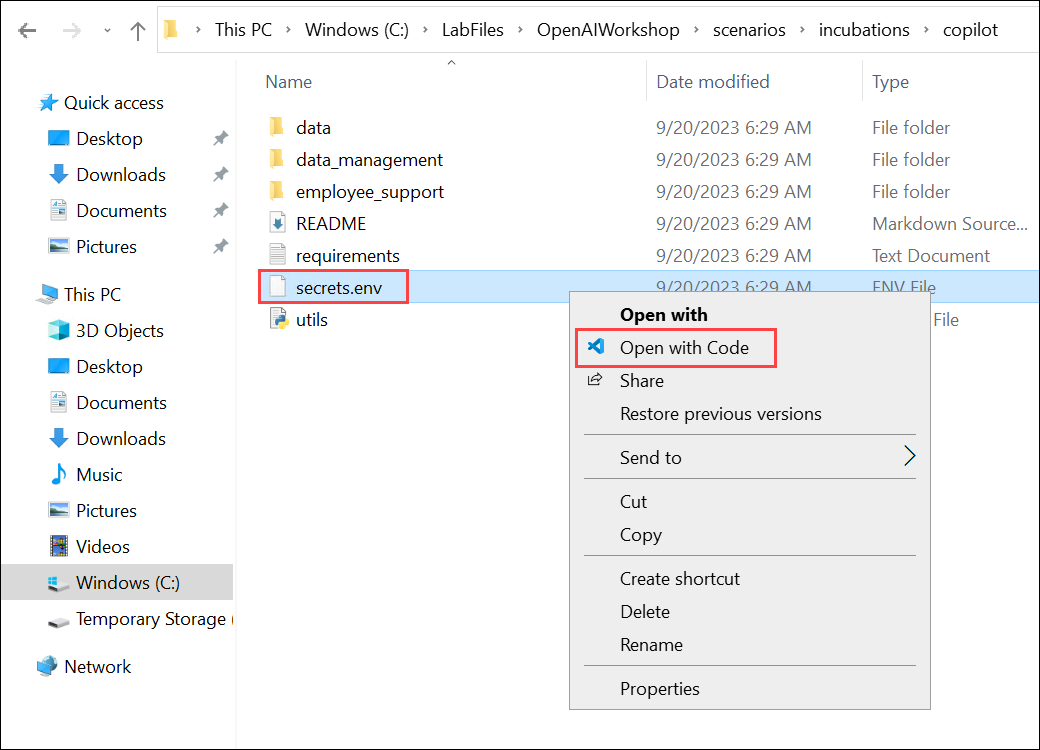 This PC > Windows (C:) > LabFiles > OpenAIWorkshop > scenarios > incubations > copilot
Name Date modified Type
Quick access
Desktop
Downloads
Documents
Pictures
This PC
3D Objects
Desktop
Documents
Downloads
Music
Pictures
Videos
Windows (C:)
Temporary Storage (
Network
data 9/20/2023 6:29 AM File folder
data_management 9/20/2023 6:29 AM File folder
employee_support 9/20/2023 6:29 AM File folder
README 9/20/2023 6:29 AM Markdown Source...
requirements 9/20/2023 6:29 AM Text Document
secrets.env 9/20/2023 6:29 AM ENV File
utils File
Open with
Open with Code
Share
Restore previous versions
Send to
Cut
Copy
Create shortcut
Delete
Rename
Properties